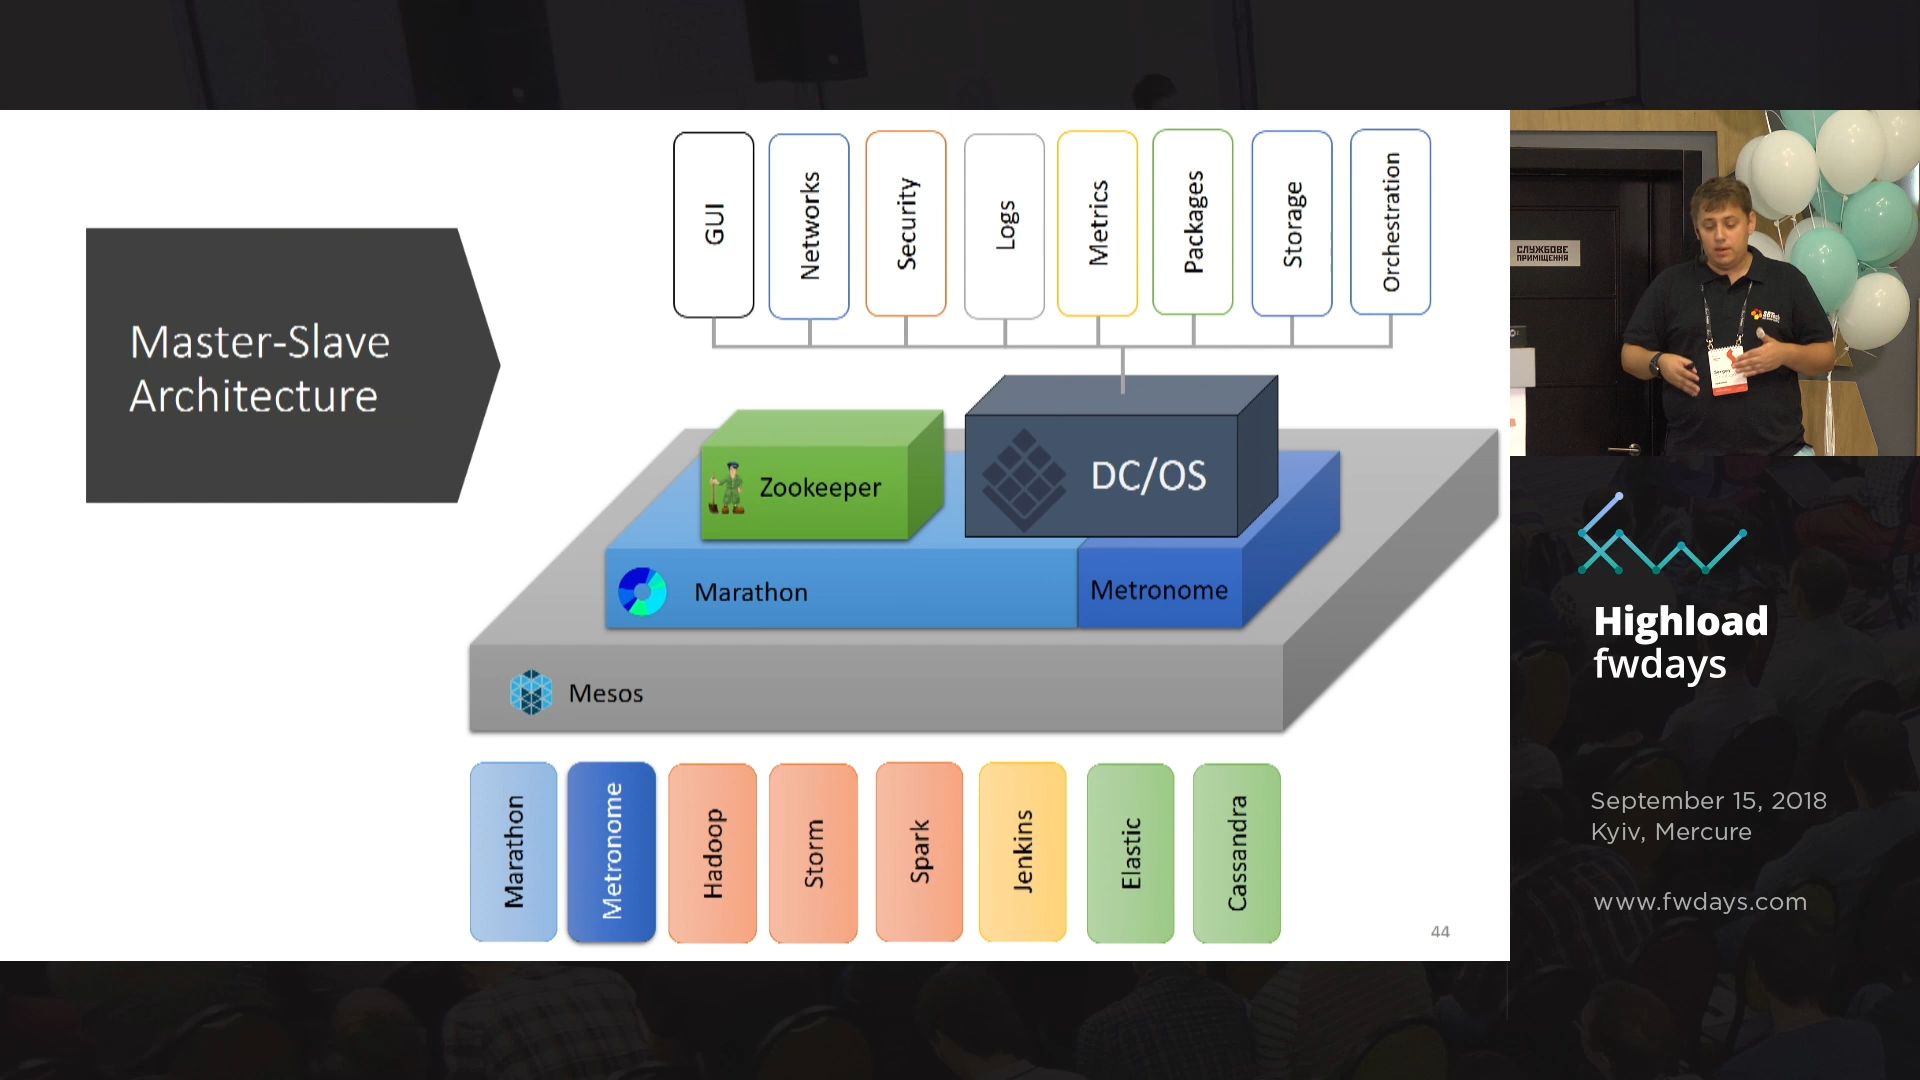 Master-Slave
Architecture
GUI
Networks
Security
Logs
Metrics
Packages
Storage
Orchestration
Zookeeper
DC/OS
Marathon
Metronome
Mesos
Marathon
Metronome
Hadoop
Storm
Spark
Jenkins
Elastic
Cassandra
44
СЛУЖБОВЕ
ПРИМІЩЕННЯ
Sergey
Highload
fwdays
September 15, 2018
Kyiv, Mercure
www.fwdays.com